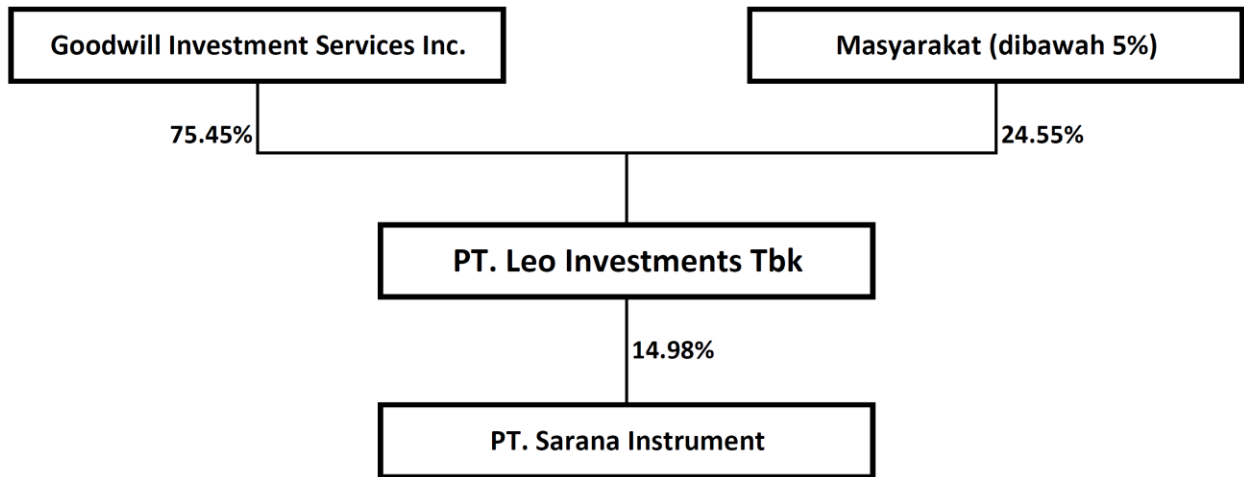 Goodwill Investment Services Inc.
Masyarakat (dibawah 5%)
75.45%
24.55%
PT. Leo Investments Tbk
14.98%
PT. Sarana Instrument